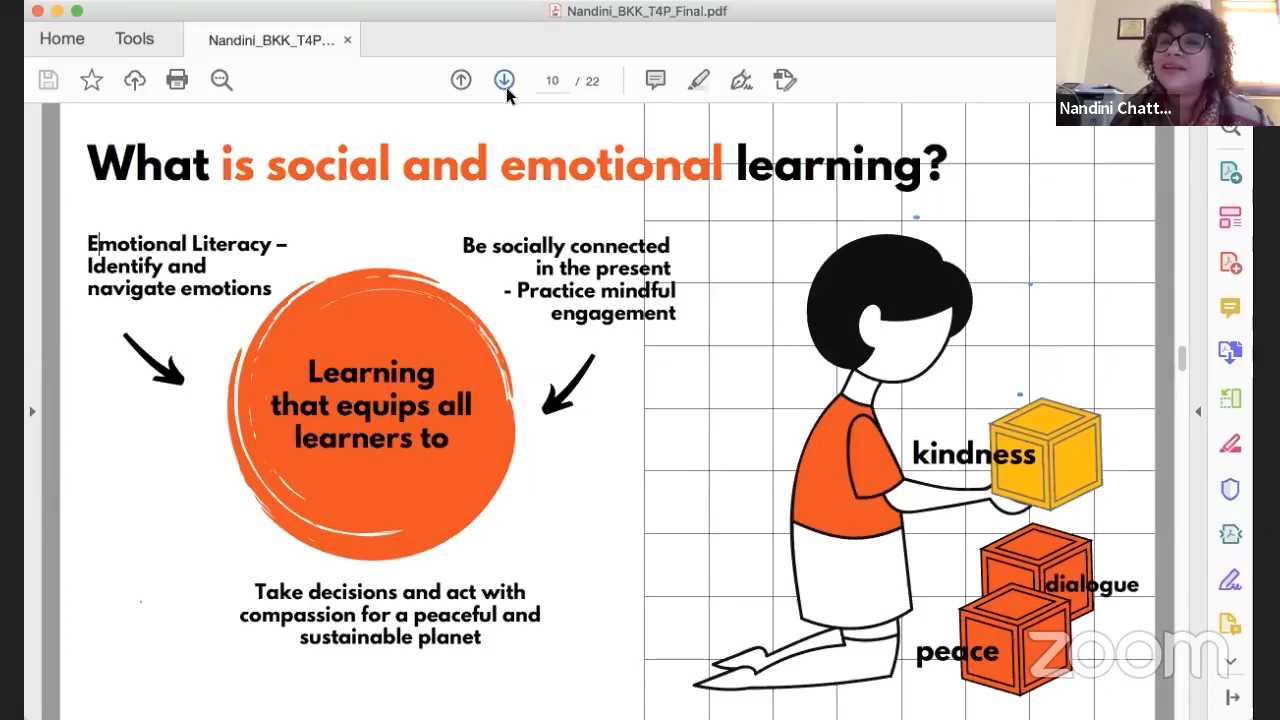 Nandini_BKK_T4P_Final.pdf
Home Tools Nandini_BKK_T4P... ×
10 / 22
Nandini Chatt...
What is social and emotional learning?
Emotional Literacy –
Identify and
navigate emotions
Be socially connected
in the present
- Practice mindful
engagement
Learning
that equips all
learners to
Take decisions and act with
compassion for a peaceful and
sustainable planet
kindness
dialogue
peace
zoom